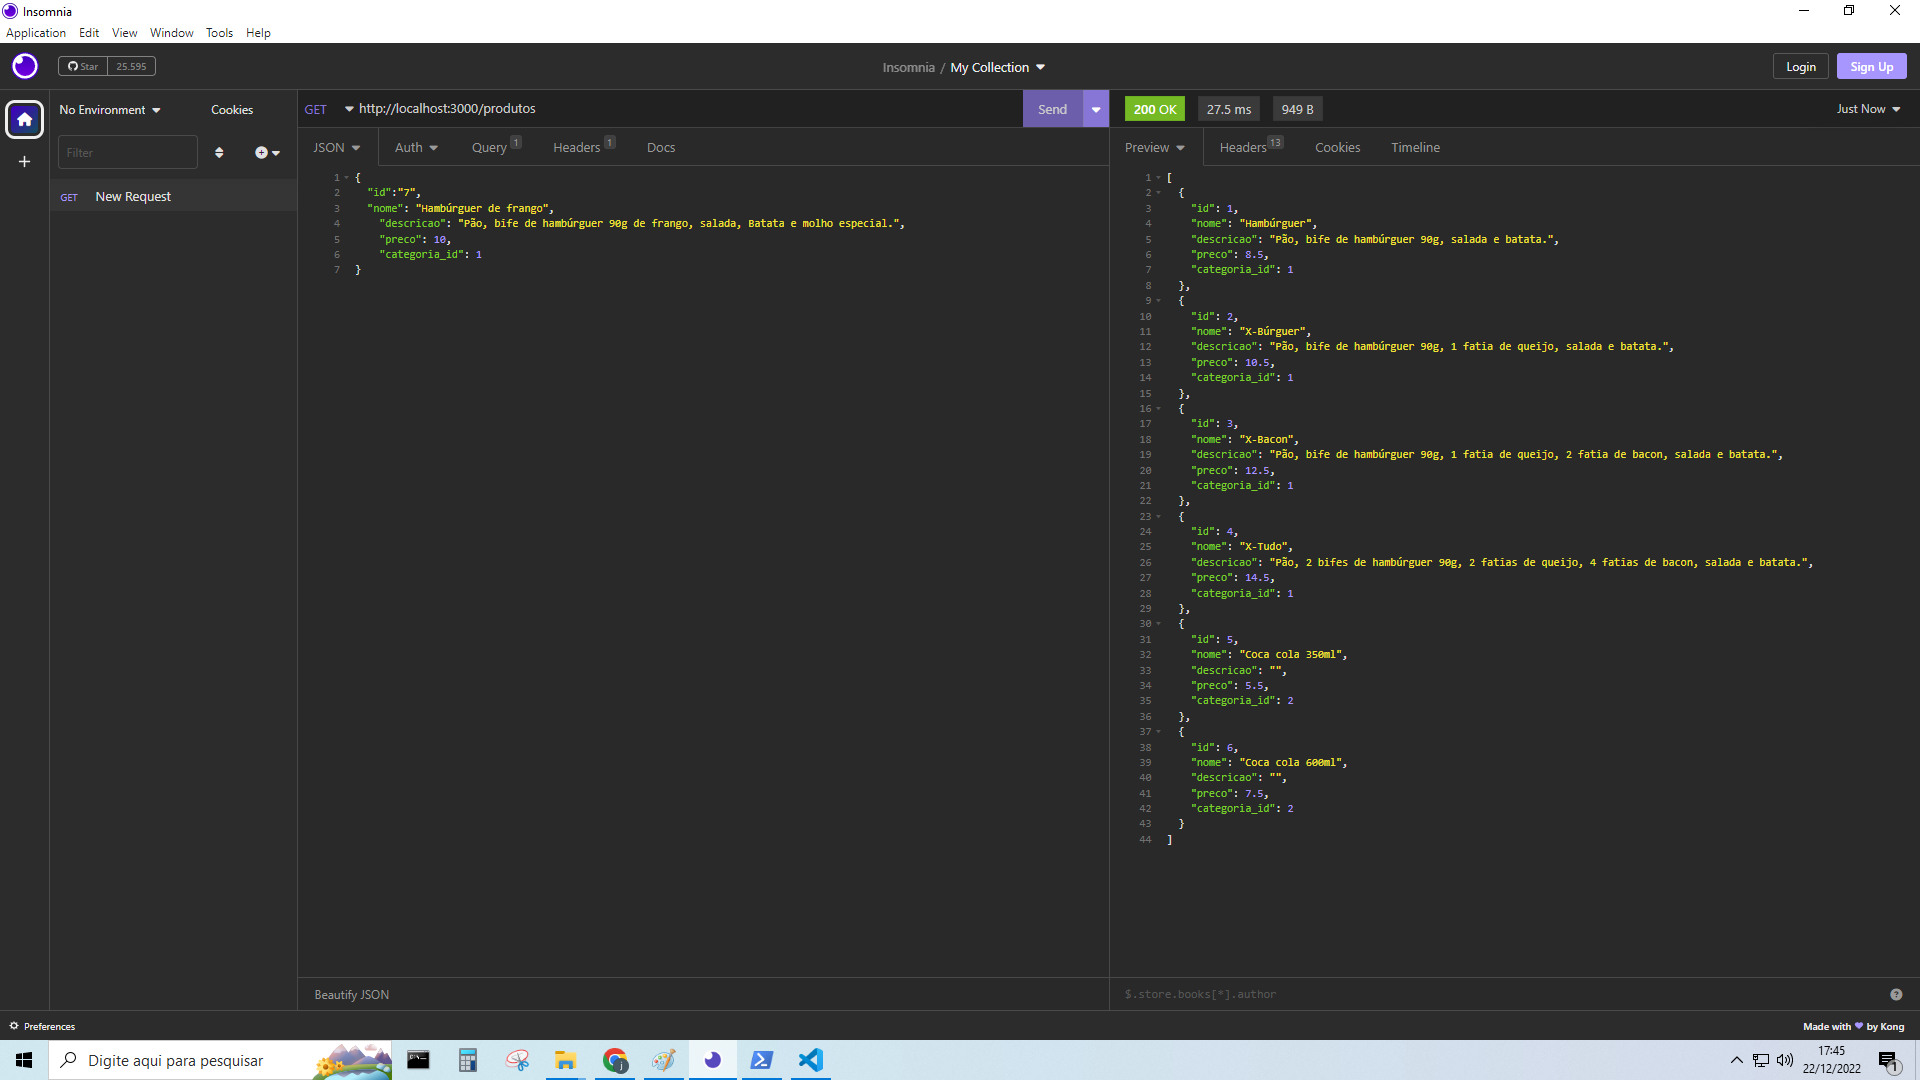 Insomnia
Application Edit View Window Tools Help
Star 25.595
Insomnia / My Collection
Login Sign Up
No Environment Cookies
Filter
GET New Request
GET http://localhost:3000/produtos Send
JSON Auth Query 1 Headers 1 Docs
1 {
2 "id":"7",
3 "nome": "Hambúrguer de frango",
4 "descricao": "Pão, bife de hambúrguer 90g de frango, salada, Batata e molho especial.",
5 "preco": 10,
6 "categoria_id": 1
7 }
Beautify JSON
200 OK 27.5 ms 949 B Just Now
Preview Headers 13 Cookies Timeline
1 [
2 {
3 "id": 1,
4 "nome": "Hambúrguer",
5 "descricao": "Pão, bife de hambúrguer 90g, salada e batata.",
6 "preco": 8.5,
7 "categoria_id": 1
8 },
9 {
10 "id": 2,
11 "nome": "X-Búrguer",
12 "descricao": "Pão, bife de hambúrguer 90g, 1 fatia de queijo, salada e batata.",
13 "preco": 10.5,
14 "categoria_id": 1
15 },
16 {
17 "id": 3,
18 "nome": "X-Bacon",
19 "descricao": "Pão, bife de hambúrguer 90g, 1 fatia de queijo, 2 fatia de bacon, salada e batata.",
20 "preco": 12.5,
21 "categoria_id": 1
22 },
23 {
24 "id": 4,
25 "nome": "X-Tudo",
26 "descricao": "Pão, 2 bifes de hambúrguer 90g, 2 fatias de queijo, 4 fatias de bacon, salada e batata.",
27 "preco": 14.5,
28 "categoria_id": 1
29 },
30 {
31 "id": 5,
32 "nome": "Coca cola 350ml",
33 "descricao": "",
34 "preco": 5.5,
35 "categoria_id": 2
36 },
37 {
38 "id": 6,
39 "nome": "Coca cola 600ml",
40 "descricao": "",
41 "preco": 7.5,
42 "categoria_id": 2
43 }
44 ]
$.store.books[*].author
Preferences
Made with 💜 by Kong
Digite aqui para pesquisar
17:45
22/12/2022
1